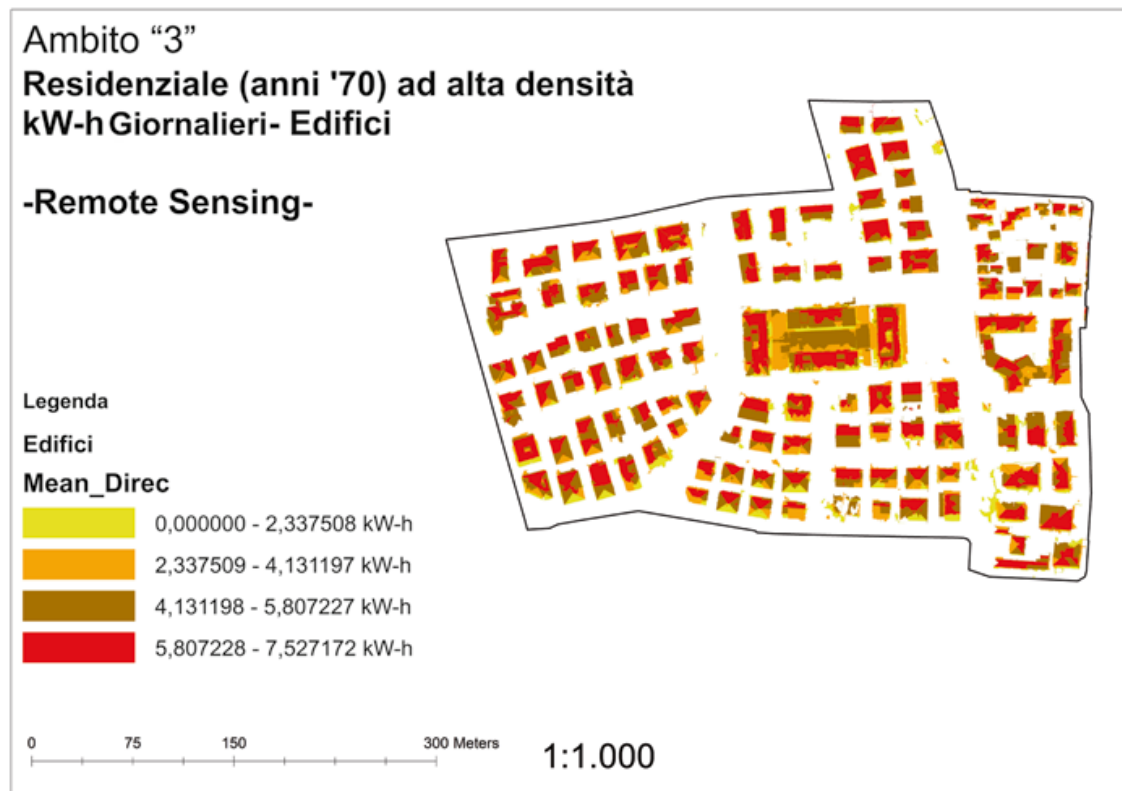 Ambito “3”
Residenziale (anni '70) ad alta densità
kW-h Giornalieri- Edifici
-Remote Sensing-
Legenda
Edifici
Mean_Direc
0,000000 - 2,337508 kW-h
2,337509 - 4,131197 kW-h
4,131198 - 5,807227 kW-h
5,807228 - 7,527172 kW-h
0 75 150 300 Meters
1:1.000